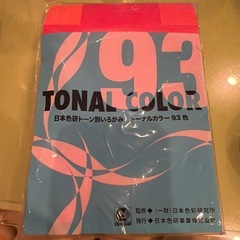 93
TONAL COLOR
日本色研トーン別いろがみ トーナルカラー93色
監修◆(一財)日本色彩研究所
発行◆日本色研事業株式会社